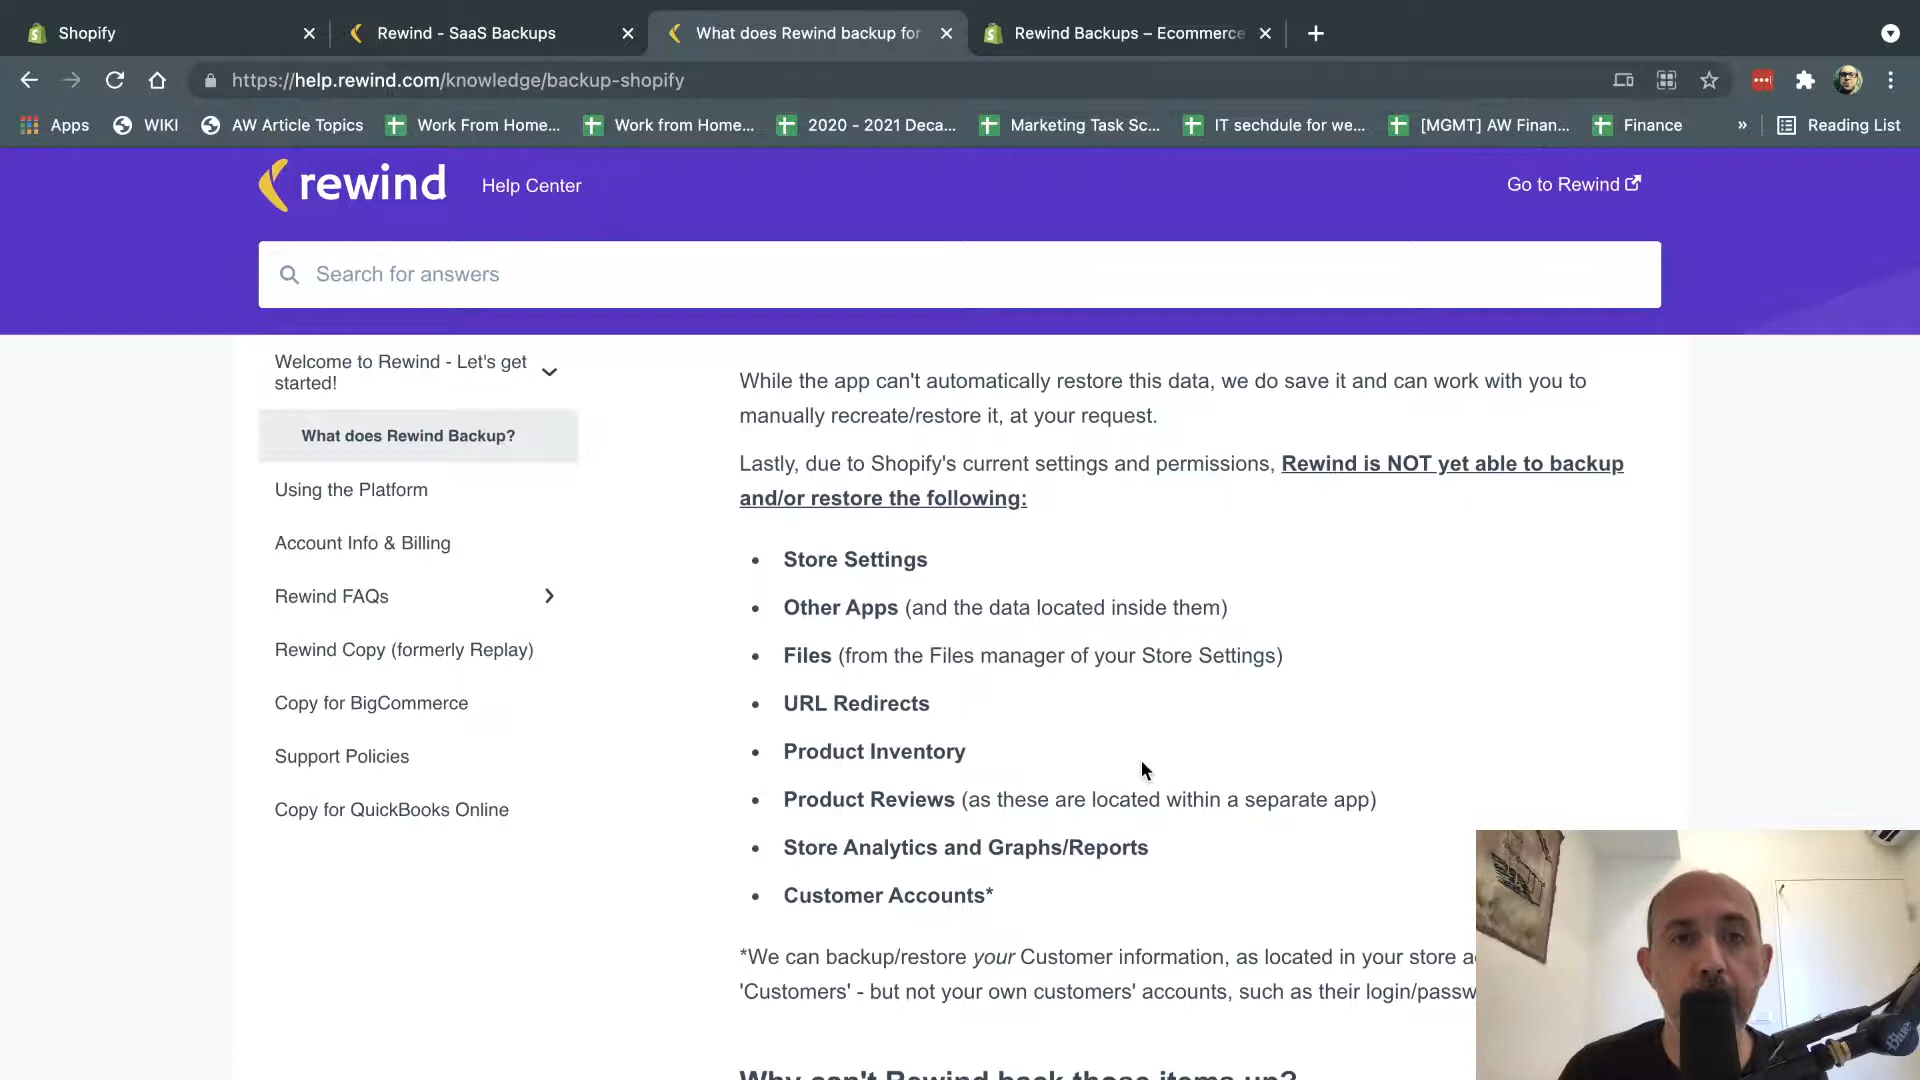 Shopify
Rewind - SaaS Backups
What does Rewind backup for
Rewind Backups – Ecommerce
https://help.rewind.com/knowledge/backup-shopify
Apps
WIKI
AW Article Topics
Work From Home...
Work from Home...
2020 - 2021 Deca...
Marketing Task Sc...
IT sechdule for we...
[MGMT] AW Finan...
Finance
»
Reading List
rewind
Help Center
Go to Rewind
Search for answers
Welcome to Rewind - Let's get
started!
What does Rewind Backup?
Using the Platform
Account Info & Billing
Rewind FAQs
Rewind Copy (formerly Replay)
Copy for BigCommerce
Support Policies
Copy for QuickBooks Online
While the app can't automatically restore this data, we do save it and can work with you to
manually recreate/restore it, at your request.
Lastly, due to Shopify's current settings and permissions, Rewind is NOT yet able to backup
and/or restore the following:
• Store Settings
• Other Apps (and the data located inside them)
• Files (from the Files manager of your Store Settings)
• URL Redirects
• Product Inventory
• Product Reviews (as these are located within a separate app)
• Store Analytics and Graphs/Reports
• Customer Accounts*
*We can backup/restore your Customer information, as located in your store a
'Customers' - but not your own customers' accounts, such as their login/passw
Why can't Rewind back those items up?
Blue